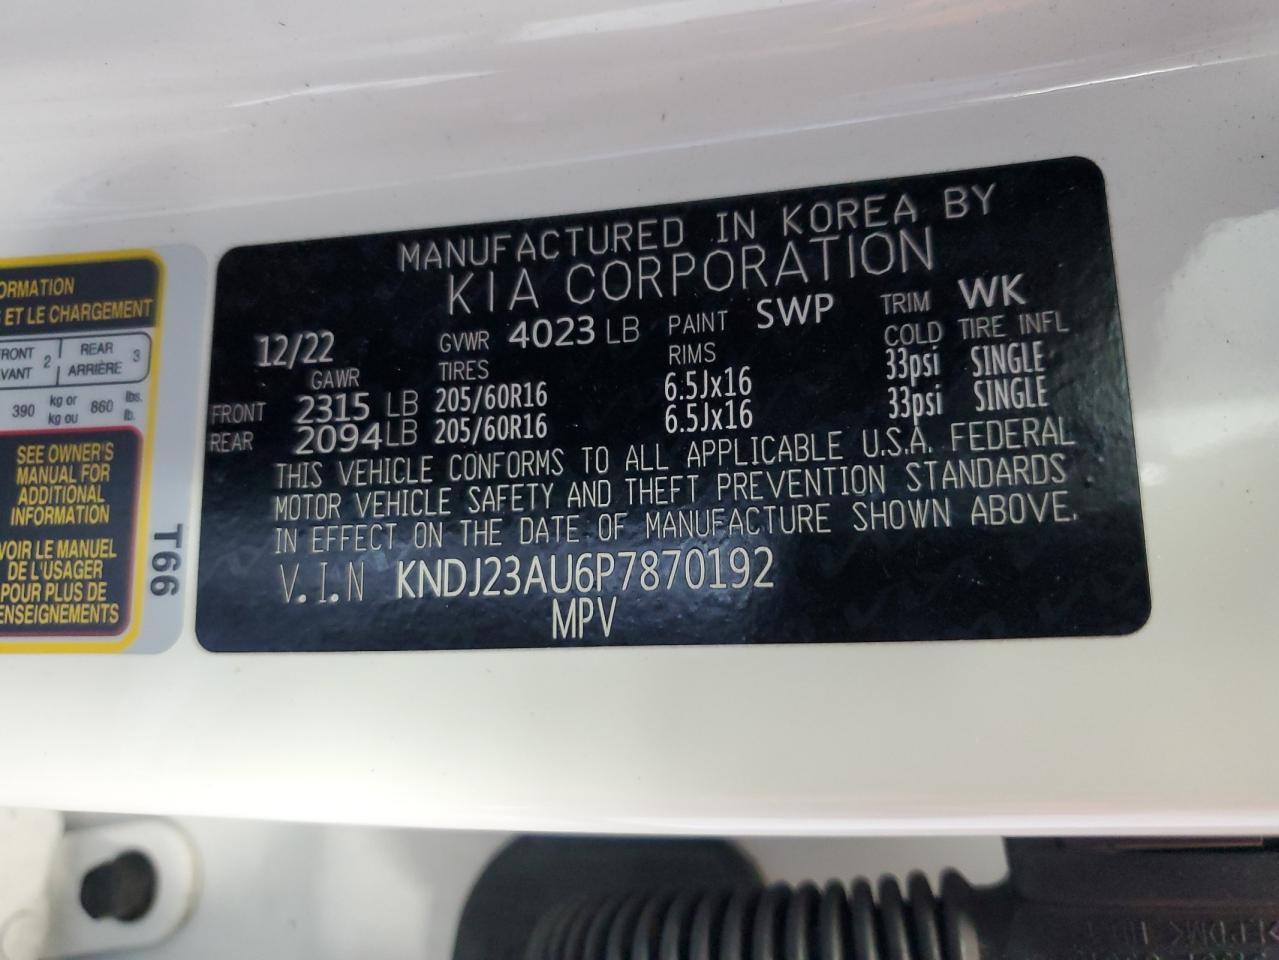 MANUFACTURED IN KOREA BY
KIA CORPORATION
12/22 GVWR 4023 LB PAINT SWP TRIM WK
GAWR TIRES RIMS COLD TIRE INFL
FRONT 2315 LB 205/60R16 6.5Jx16 33psi SINGLE
REAR 2094 LB 205/60R16 6.5Jx16 33psi SINGLE
THIS VEHICLE CONFORMS TO ALL APPLICABLE U.S.A. FEDERAL
MOTOR VEHICLE SAFETY AND THEFT PREVENTION STANDARDS
IN EFFECT ON THE DATE OF MANUFACTURE SHOWN ABOVE.
V.I.N KNDJ23AU6P7870192
MPV
ORMATION
S ET LE CHARGEMENT
FRONT 2 REAR 3
VANT ARRIÈRE
390 kg or 860 lbs.
kg ou lb.
SEE OWNER'S
MANUAL FOR
ADDITIONAL
INFORMATION
VOIR LE MANUEL
DE L'USAGER
POUR PLUS DE
ENSEIGNEMENTS
T66